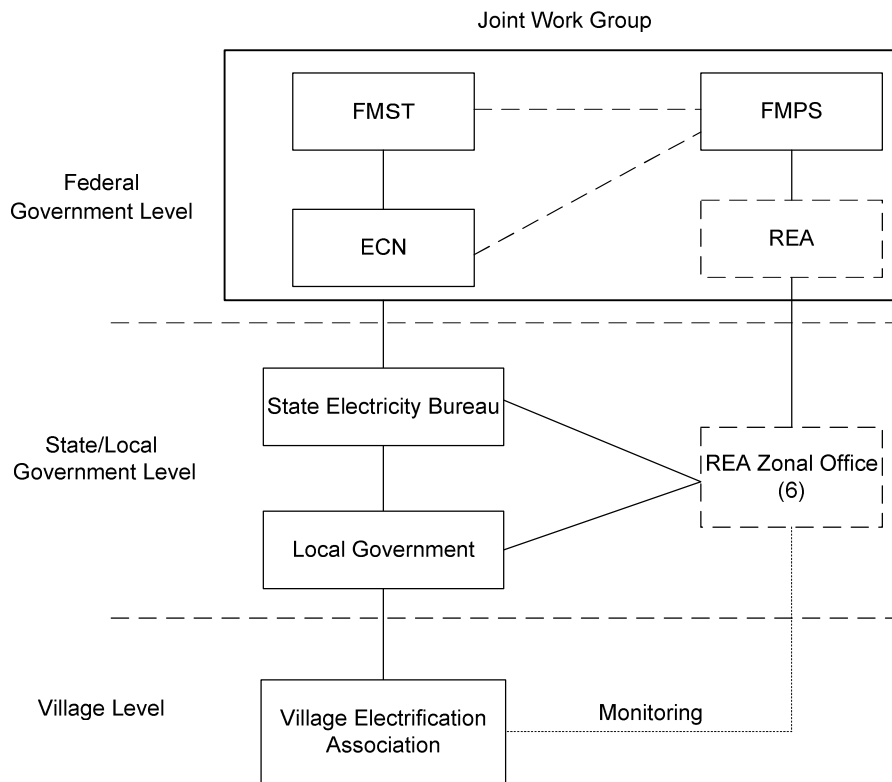 Joint Work Group
FMST
FMPS
Federal
Government Level
ECN
REA
State Electricity Bureau
State/Local
Government Level
REA Zonal Office
(6)
Local Government
Village Level
Village Electrification
Association
Monitoring